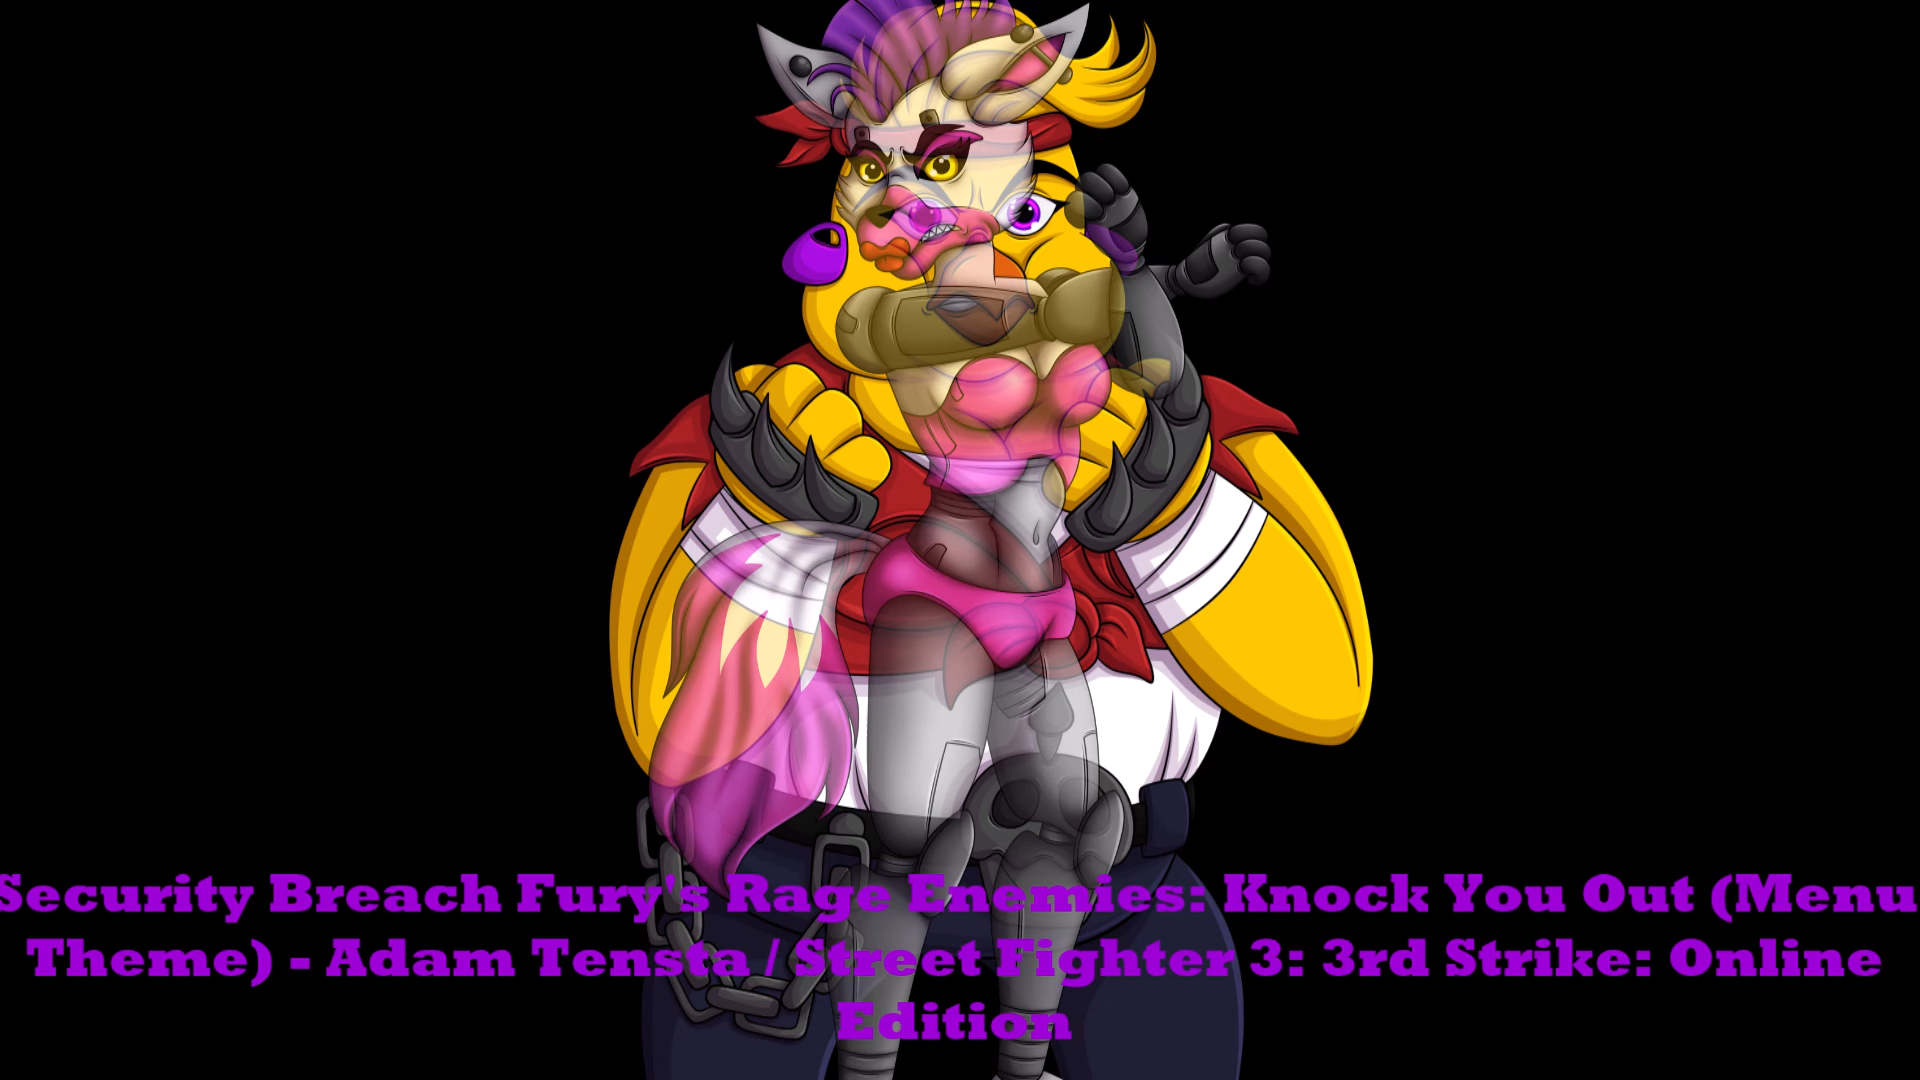 Security Breach Fury's Rage Enemies: Knock You Out (Menu
Theme) - Adam Tensta / Street Fighter 3: 3rd Strike: Online
Edition